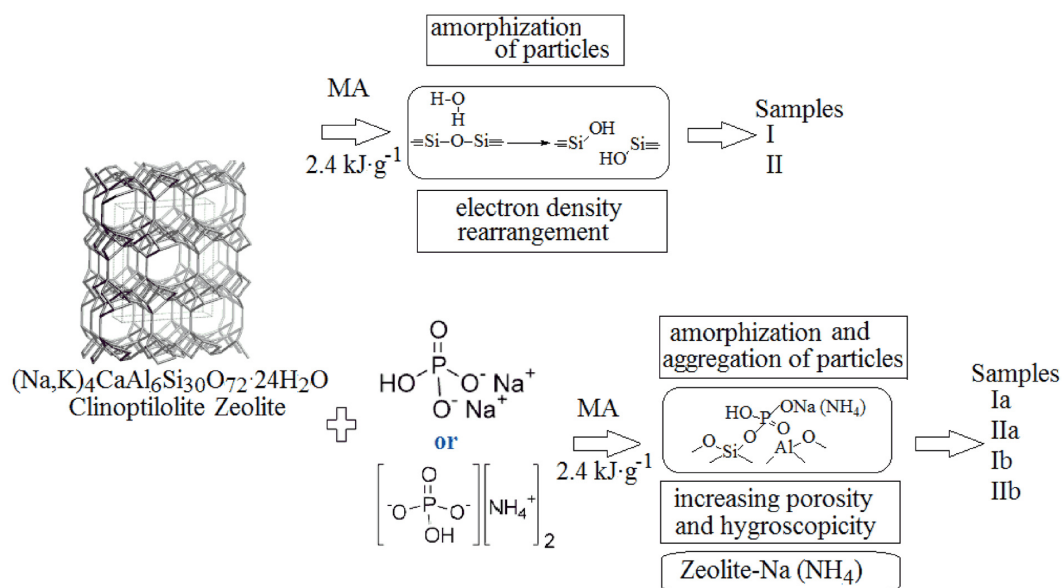 amorphization
of particles
MA
2.4 kJ·g⁻¹
H-O
H
≡Si-O-Si≡
≡Si
OH
HO
Si≡
electron density
rearrangement
Samples
I
II
(Na,K)4CaAl6Si30O72·24H2O
Clinoptilolite Zeolite
O
HO P O⁻ Na⁺
O⁻ Na⁺
or
O
⁻O P O⁻
OH
NH4⁺
2
MA
2.4 kJ·g⁻¹
amorphization and
aggregation of particles
HO P ONa (NH4)
O O
O Si Al O
increasing porosity
and hygroscopicity
Zeolite-Na (NH4)
Samples
Ia
IIa
Ib
IIb